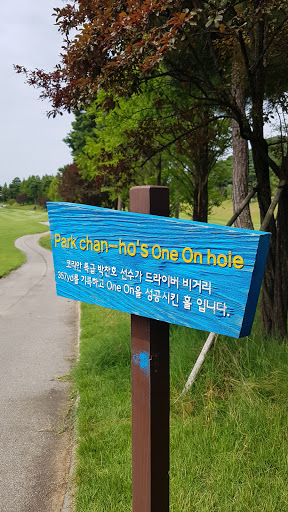 Park chan-ho's One On hole
코리안 특급 박찬호 선수가 드라이버 비거리
357yd를 기록하고 One On을 성공시킨 홀 입니다.